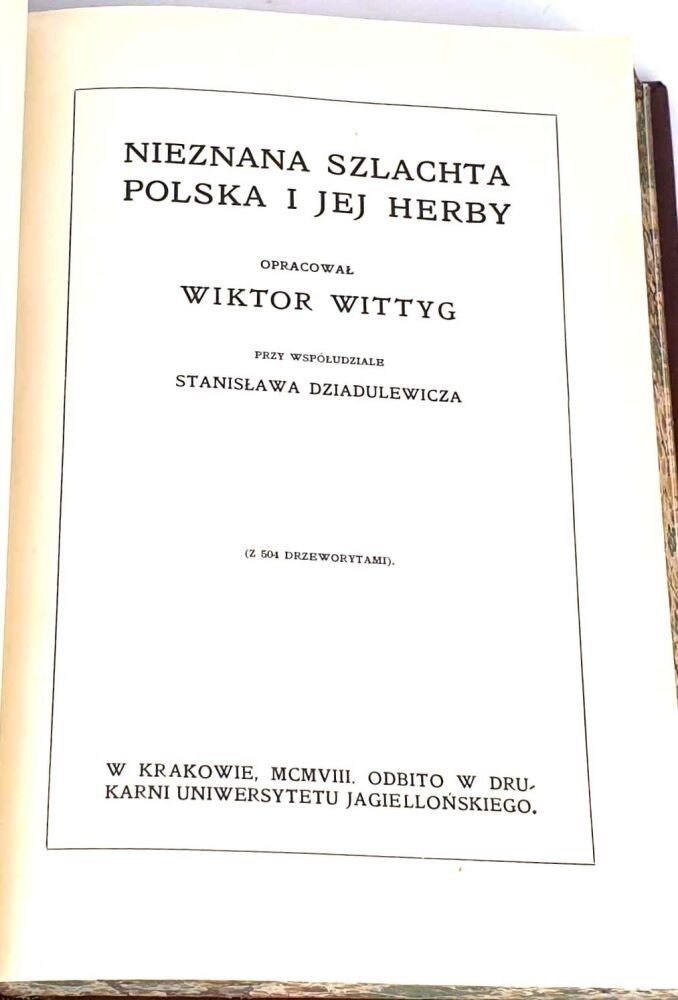 NIEZNANA SZLACHTA
POLSKA I JEJ HERBY
OPRACOWAŁ
WIKTOR WITTYG
PRZY WSPÓŁUDZIALE
STANISŁAWA DZIADULEWICZA
(Z 504 DRZEWORYTAMI).
W KRAKOWIE, MCMVIII. ODBITO W DRU-
KARNI UNIWERSYTETU JAGIELLOŃSKIEGO.